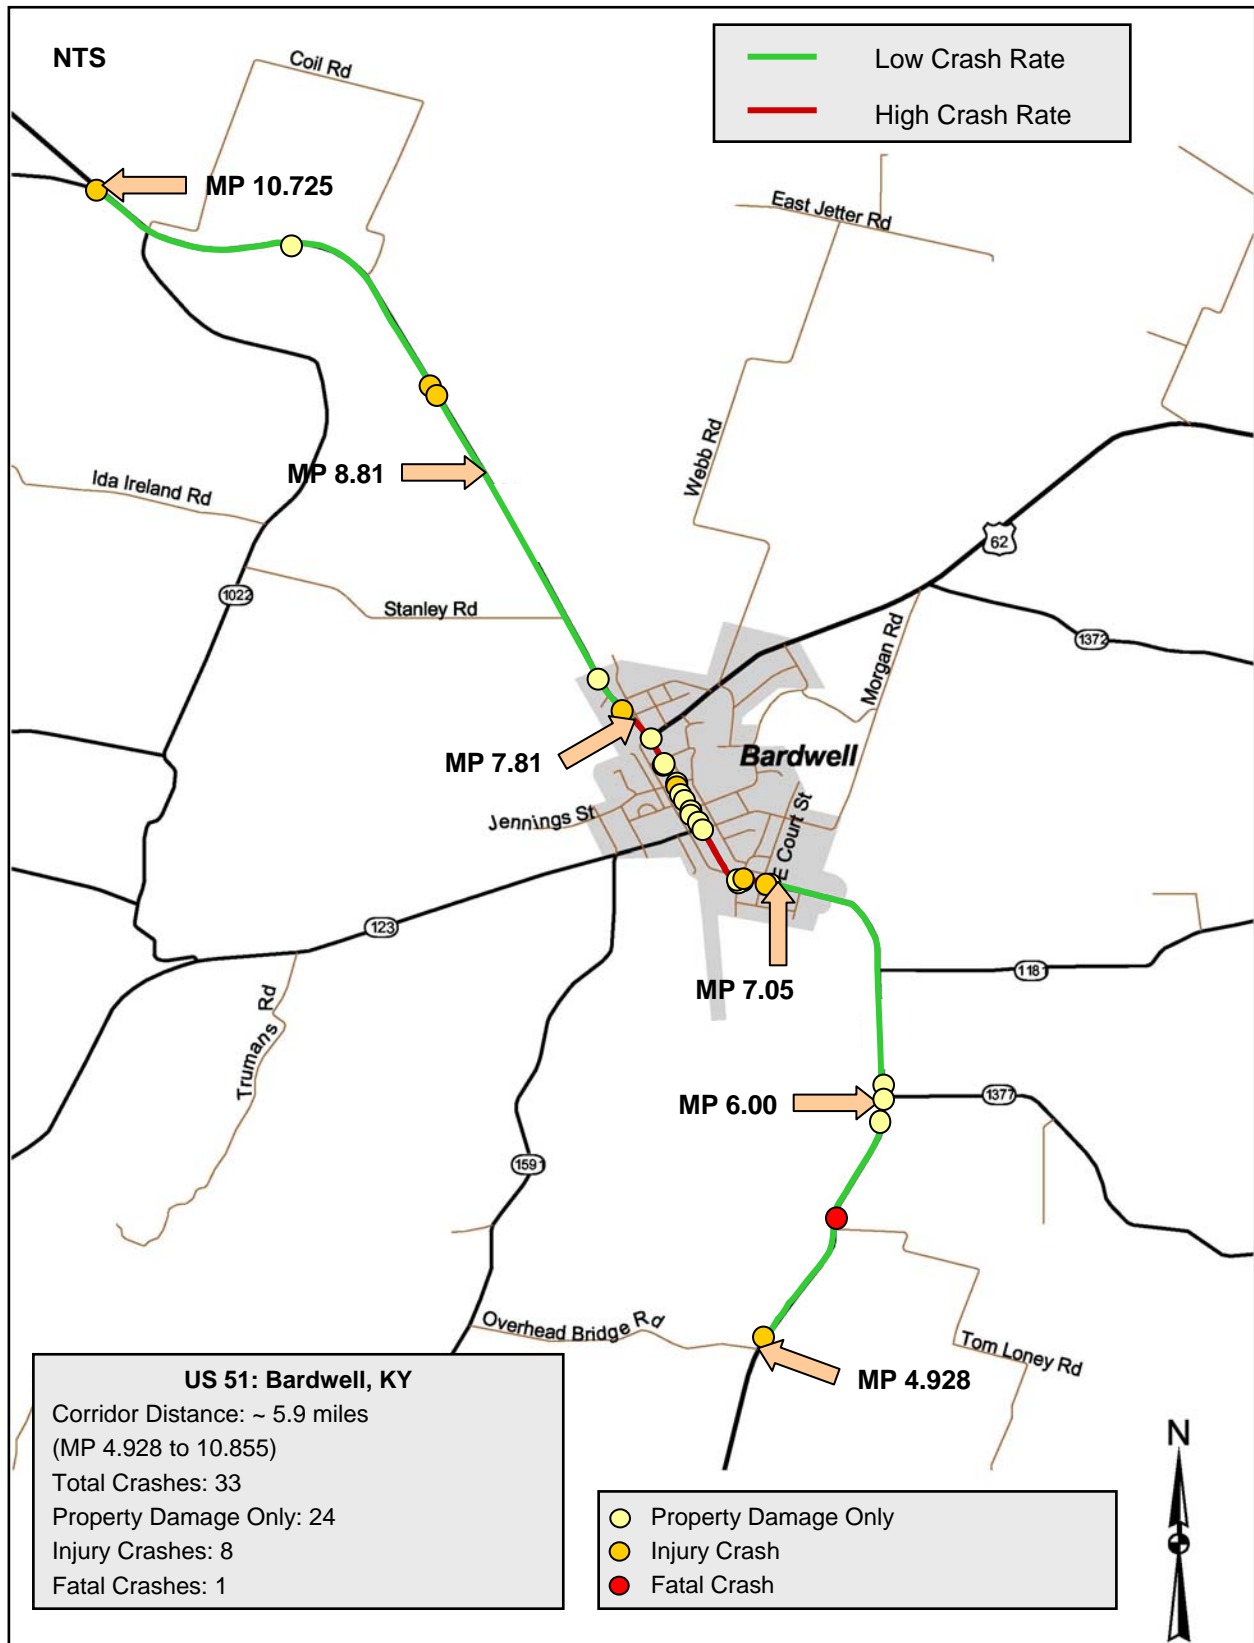 NTS
Coil Rd
Low Crash Rate
High Crash Rate
MP 10.725
East Jetter Rd
Webb Rd
MP 8.81
Ida Ireland Rd
62
1022
Stanley Rd
Morgan Rd
1372
MP 7.81
Bardwell
Jennings St
E Court St
123
1181
MP 7.05
Trumans Rd
MP 6.00
1377
1591
Overhead Bridge Rd
Tom Loney Rd
MP 4.928
US 51: Bardwell, KY
Corridor Distance: ~ 5.9 miles
(MP 4.928 to 10.855)
Total Crashes: 33
Property Damage Only: 24
Injury Crashes: 8
Fatal Crashes: 1
Property Damage Only
Injury Crash
Fatal Crash
N